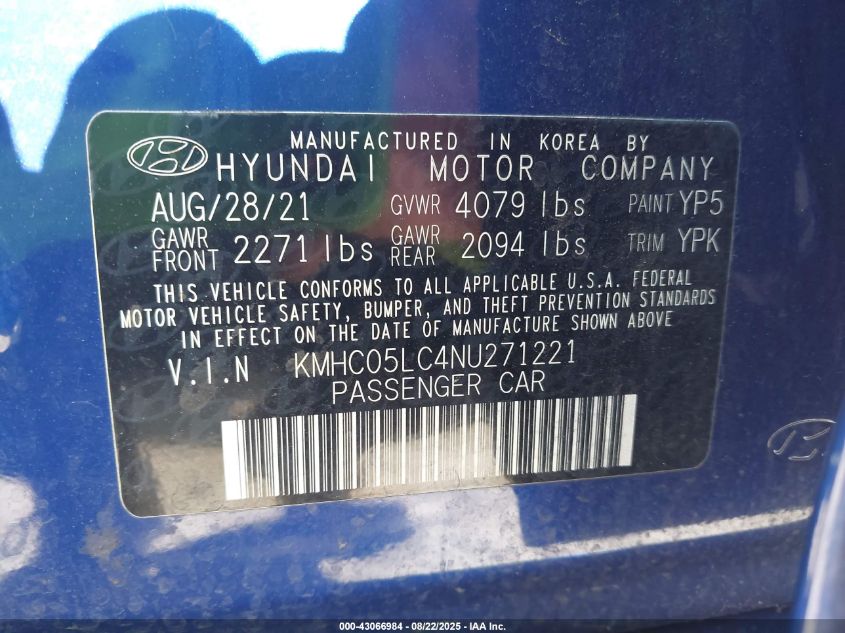 MANUFACTURED IN KOREA BY
HYUNDAI MOTOR COMPANY
AUG/28/21 GVWR 4079 lbs PAINT YP5
GAWR FRONT 2271 lbs GAWR REAR 2094 lbs TRIM YPK
THIS VEHICLE CONFORMS TO ALL APPLICABLE U.S.A. FEDERAL
MOTOR VEHICLE SAFETY, BUMPER, AND THEFT PREVENTION STANDARDS
IN EFFECT ON THE DATE OF MANUFACTURE SHOWN ABOVE
V.I.N KMHC05LC4NU271221
PASSENGER CAR
000-43066984 - 08/22/2025 - IAA Inc.